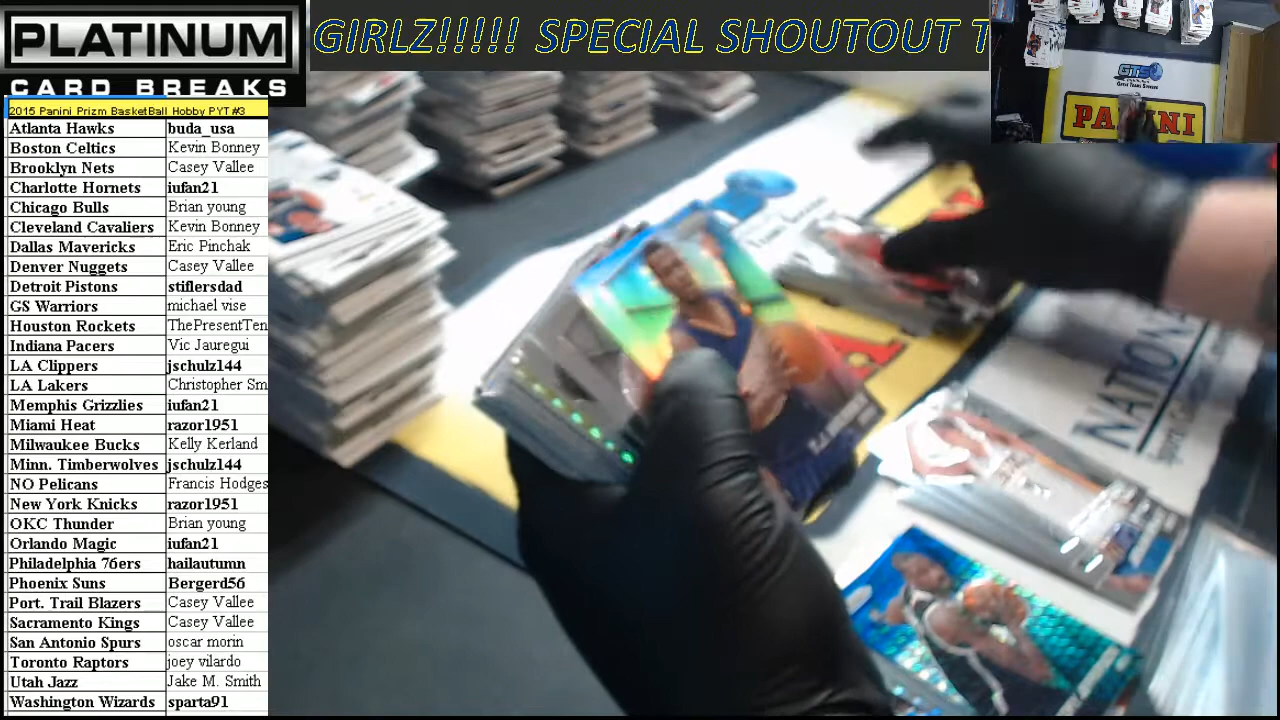 PLATINUM
CARD BREAKS
GIRLZ!!!!! SPECIAL SHOUTOUT T
2015 Panini Prizm BasketBall Hobby PYT #3
Atlanta Hawks buda_usa
Boston Celtics Kevin Bonney
Brooklyn Nets Casey Vallee
Charlotte Hornets iufan21
Chicago Bulls Brian young
Cleveland Cavaliers Kevin Bonney
Dallas Mavericks Eric Pinchak
Denver Nuggets Casey Vallee
Detroit Pistons stiflersdad
GS Warriors michael vise
Houston Rockets ThePresentTen
Indiana Pacers Vic Jauregui
LA Clippers jschulz144
LA Lakers Christopher Sm
Memphis Grizzlies iufan21
Miami Heat razor1951
Milwaukee Bucks Kelly Kerland
Minn. Timberwolves jschulz144
NO Pelicans Francis Hodges
New York Knicks razor1951
OKC Thunder Brian young
Orlando Magic iufan21
Philadelphia 76ers hailautumn
Phoenix Suns Bergerd56
Port. Trail Blazers Casey Vallee
Sacramento Kings Casey Vallee
San Antonio Spurs oscar morin
Toronto Raptors joey vilardo
Utah Jazz Jake M. Smith
Washington Wizards sparta91
GTS
PANINI
NATIONAL